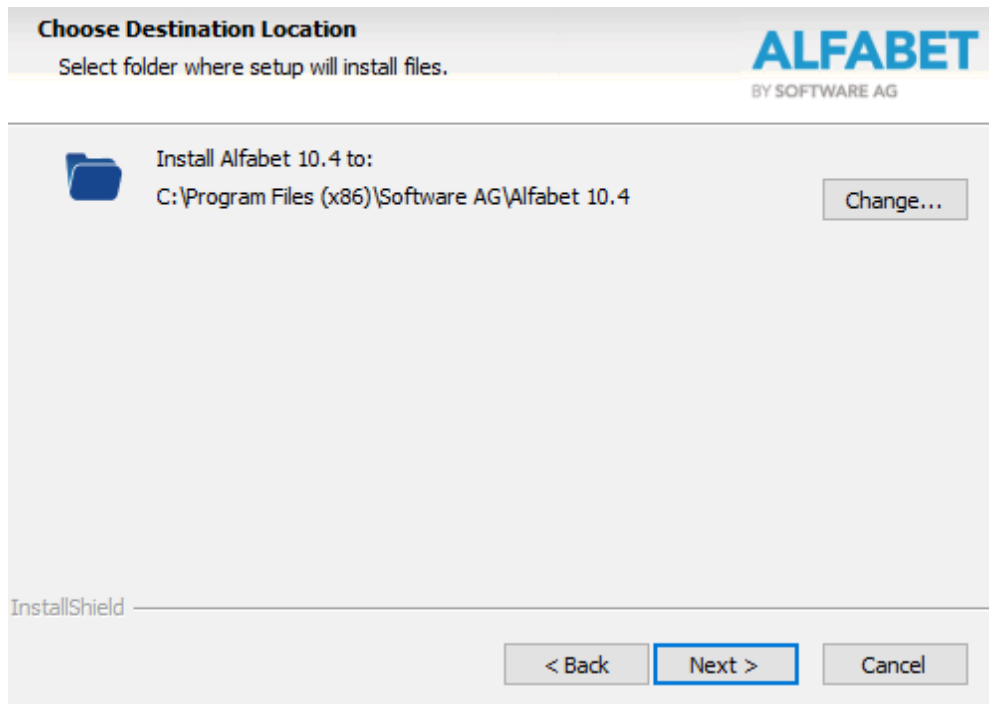 Choose Destination Location
Select folder where setup will install files.
ALFABET
BY SOFTWARE AG
Install Alfabet 10.4 to:
C:\Program Files (x86)\Software AG\Alfabet 10.4
Change...
InstallShield
< Back
Next >
Cancel